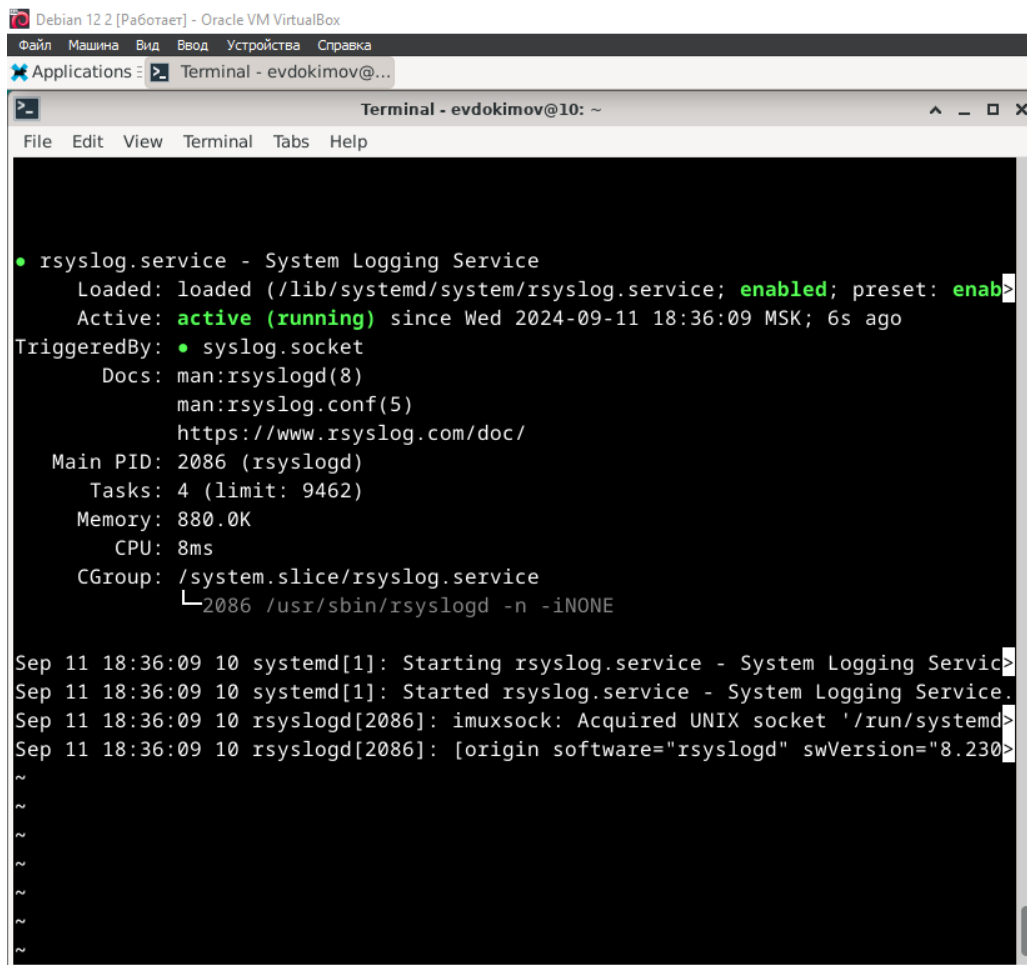 Debian 12 2 [Работает] - Oracle VM VirtualBox
Файл Машина Вид Ввод Устройства Справка
Applications Terminal - evdokimov@...
Terminal - evdokimov@10: ~
File Edit View Terminal Tabs Help
● rsyslog.service - System Logging Service
Loaded: loaded (/lib/systemd/system/rsyslog.service; enabled; preset: enab>
Active: active (running) since Wed 2024-09-11 18:36:09 MSK; 6s ago
TriggeredBy: ● syslog.socket
Docs: man:rsyslogd(8)
man:rsyslog.conf(5)
https://www.rsyslog.com/doc/
Main PID: 2086 (rsyslogd)
Tasks: 4 (limit: 9462)
Memory: 880.0K
CPU: 8ms
CGroup: /system.slice/rsyslog.service
└─2086 /usr/sbin/rsyslogd -n -iNONE
Sep 11 18:36:09 10 systemd[1]: Starting rsyslog.service - System Logging Servic>
Sep 11 18:36:09 10 systemd[1]: Started rsyslog.service - System Logging Service.
Sep 11 18:36:09 10 rsyslogd[2086]: imuxsock: Acquired UNIX socket '/run/systemd>
Sep 11 18:36:09 10 rsyslogd[2086]: [origin software="rsyslogd" swVersion="8.230>
~
~
~
~
~
~
~